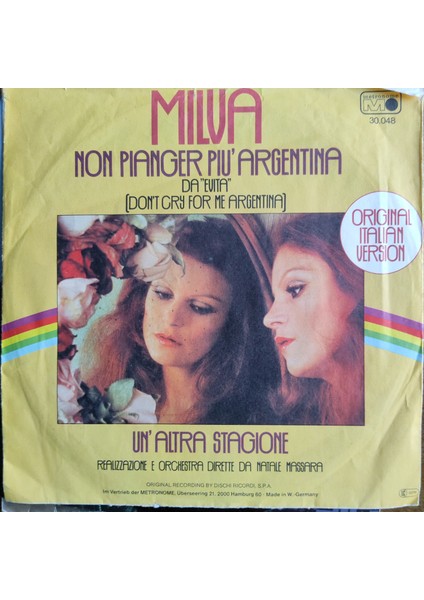 MILVA
METRONOME
30.048
NON PIANGER PIU' ARGENTINA
DA "EVITA"
(DON'T CRY FOR ME ARGENTINA)
ORIGINAL
ITALIAN
VERSION
UN' ALTRA STAGIONE
REALIZZAZIONE E ORCHESTRA DIRETTE DA NATALE MASSARA
ORIGINAL RECORDING BY DISCHI RICORDI, S.P.A.
Im Vertrieb der METRONOME, Überseering 21, 2000 Hamburg 60 · Made in W.-Germany